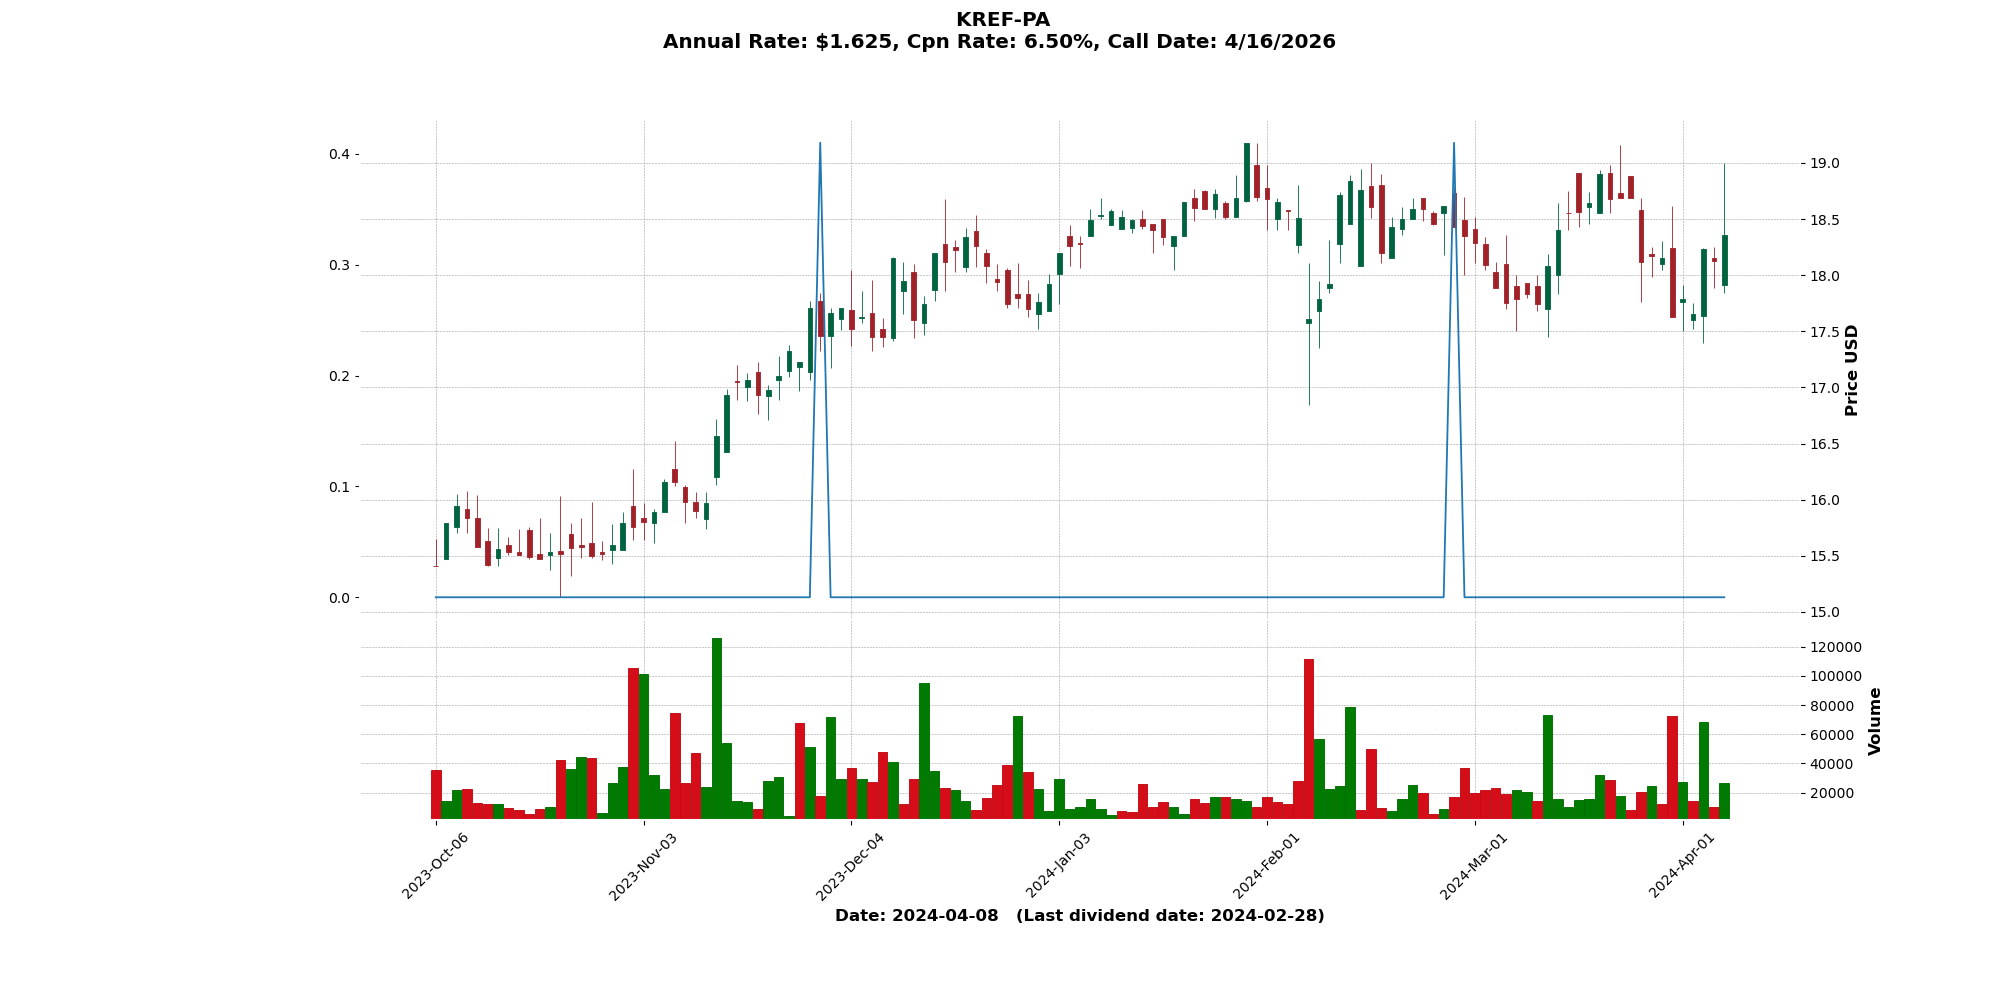 KREF-PA
Annual Rate: $1.625, Cpn Rate: 6.50%, Call Date: 4/16/2026
0.4
0.3
0.2
0.1
0.0
19.0
18.5
18.0
17.5
17.0
16.5
16.0
15.5
15.0
Price USD
120000
100000
80000
60000
40000
20000
Volume
2023-Oct-06
2023-Nov-03
2023-Dec-04
2024-Jan-03
2024-Feb-01
2024-Mar-01
2024-Apr-01
Date: 2024-04-08   (Last dividend date: 2024-02-28)